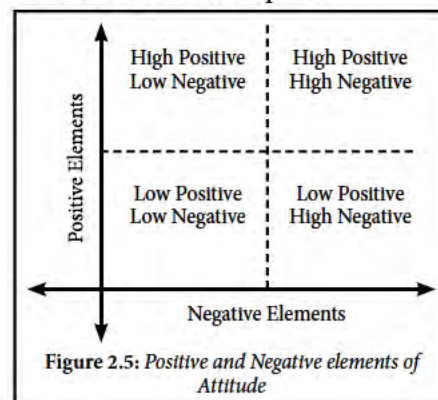 High Positive
Low Negative
High Positive
High Negative
Positive Elements
Low Positive
Low Negative
Low Positive
High Negative
Negative Elements
Figure 2.5: Positive and Negative elements of
Attitude